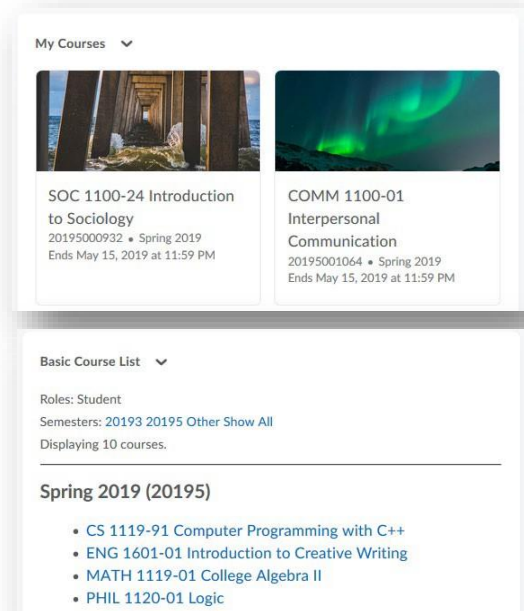 My Courses
SOC 1100-24 Introduction
to Sociology
20195000932 • Spring 2019
Ends May 15, 2019 at 11:59 PM
COMM 1100-01
Interpersonal
Communication
20195001064 • Spring 2019
Ends May 15, 2019 at 11:59 PM
Basic Course List
Roles: Student
Semesters: 20193 20195 Other Show All
Displaying 10 courses.
Spring 2019 (20195)
• CS 1119-91 Computer Programming with C++
• ENG 1601-01 Introduction to Creative Writing
• MATH 1119-01 College Algebra II
• PHIL 1120-01 Logic